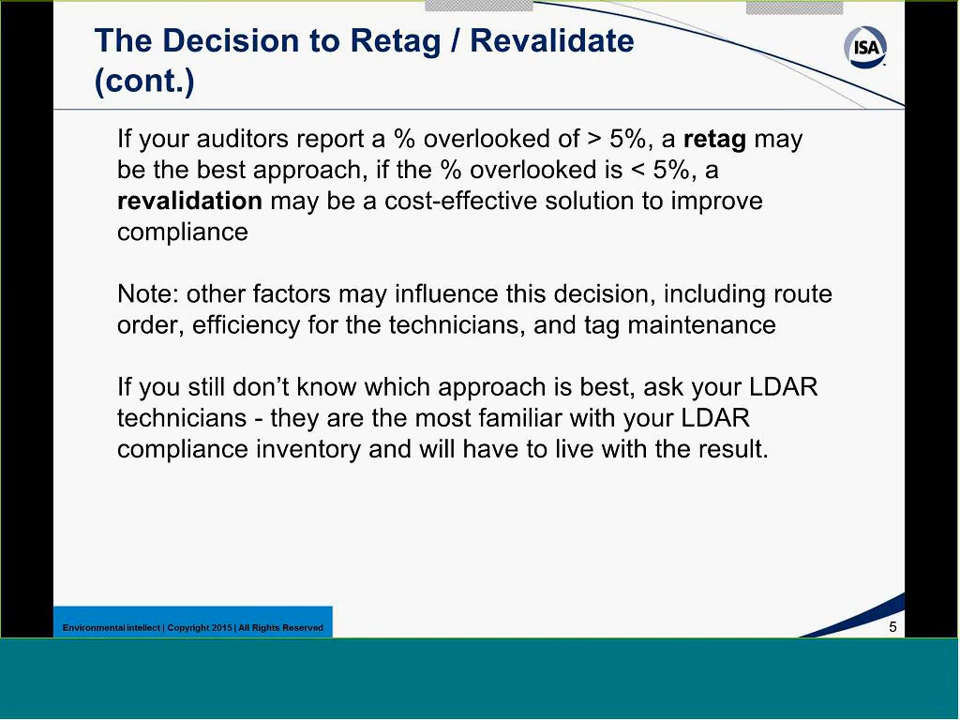 The Decision to Retag / Revalidate
(cont.)
ISA
If your auditors report a % overlooked of > 5%, a retag may
be the best approach, if the % overlooked is < 5%, a
revalidation may be a cost-effective solution to improve
compliance
Note: other factors may influence this decision, including route
order, efficiency for the technicians, and tag maintenance
If you still don’t know which approach is best, ask your LDAR
technicians - they are the most familiar with your LDAR
compliance inventory and will have to live with the result.
Environmental intellect | Copyright 2015 | All Rights Reserved
5